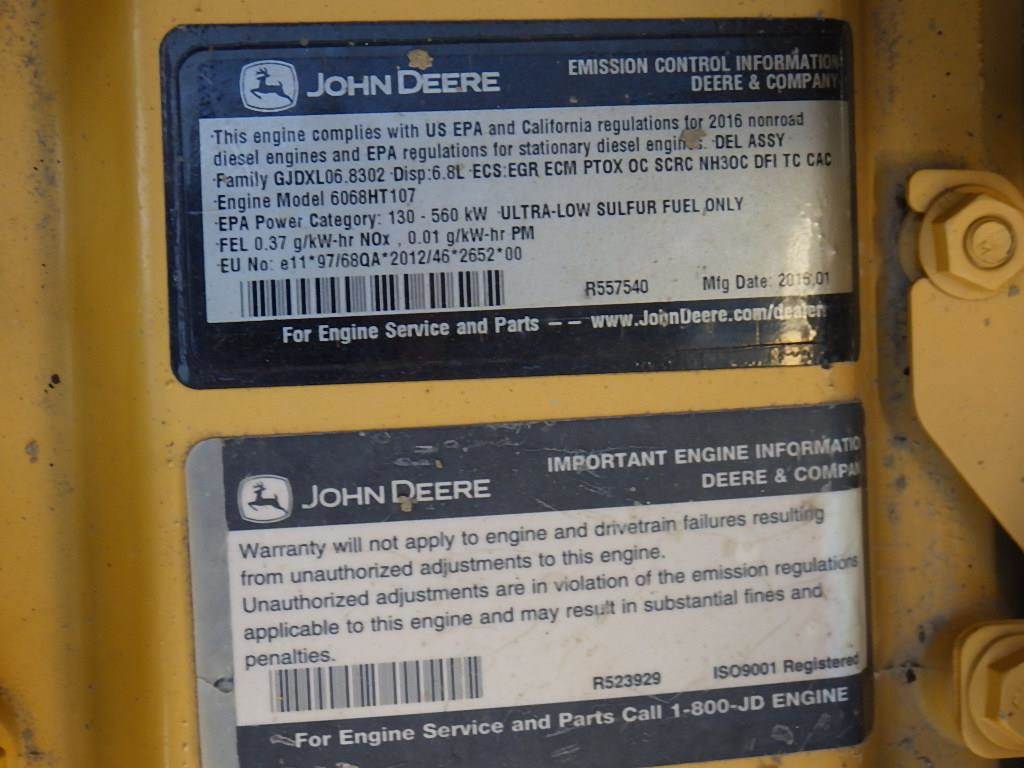 JOHN DEERE
EMISSION CONTROL INFORMATION
DEERE & COMPANY
·This engine complies with US EPA and California regulations for 2016 nonroad
diesel engines and EPA regulations for stationary diesel engines. ·DEL ASSY
·Family GJDXL06.8302 ·Disp:6.8L ·ECS:EGR ECM PTOX OC SCRC NH3OC DFI TC CAC
·Engine Model 6068HT107
·EPA Power Category: 130 - 560 kW ·ULTRA-LOW SULFUR FUEL ONLY
·FEL 0.37 g/kW-hr NOx , 0.01 g/kW-hr PM
·EU No: e11*97/68QA*2012/46*2652*00
R557540 Mfg Date: 2016,01
For Engine Service and Parts –– www.JohnDeere.com/dealer
JOHN DEERE
IMPORTANT ENGINE INFORMATIO
DEERE & COMPAN
Warranty will not apply to engine and drivetrain failures resulting
from unauthorized adjustments to this engine.
Unauthorized adjustments are in violation of the emission regulations
applicable to this engine and may result in substantial fines and
penalties.
R523929 ISO9001 Registered
For Engine Service and Parts Call 1-800-JD ENGINE